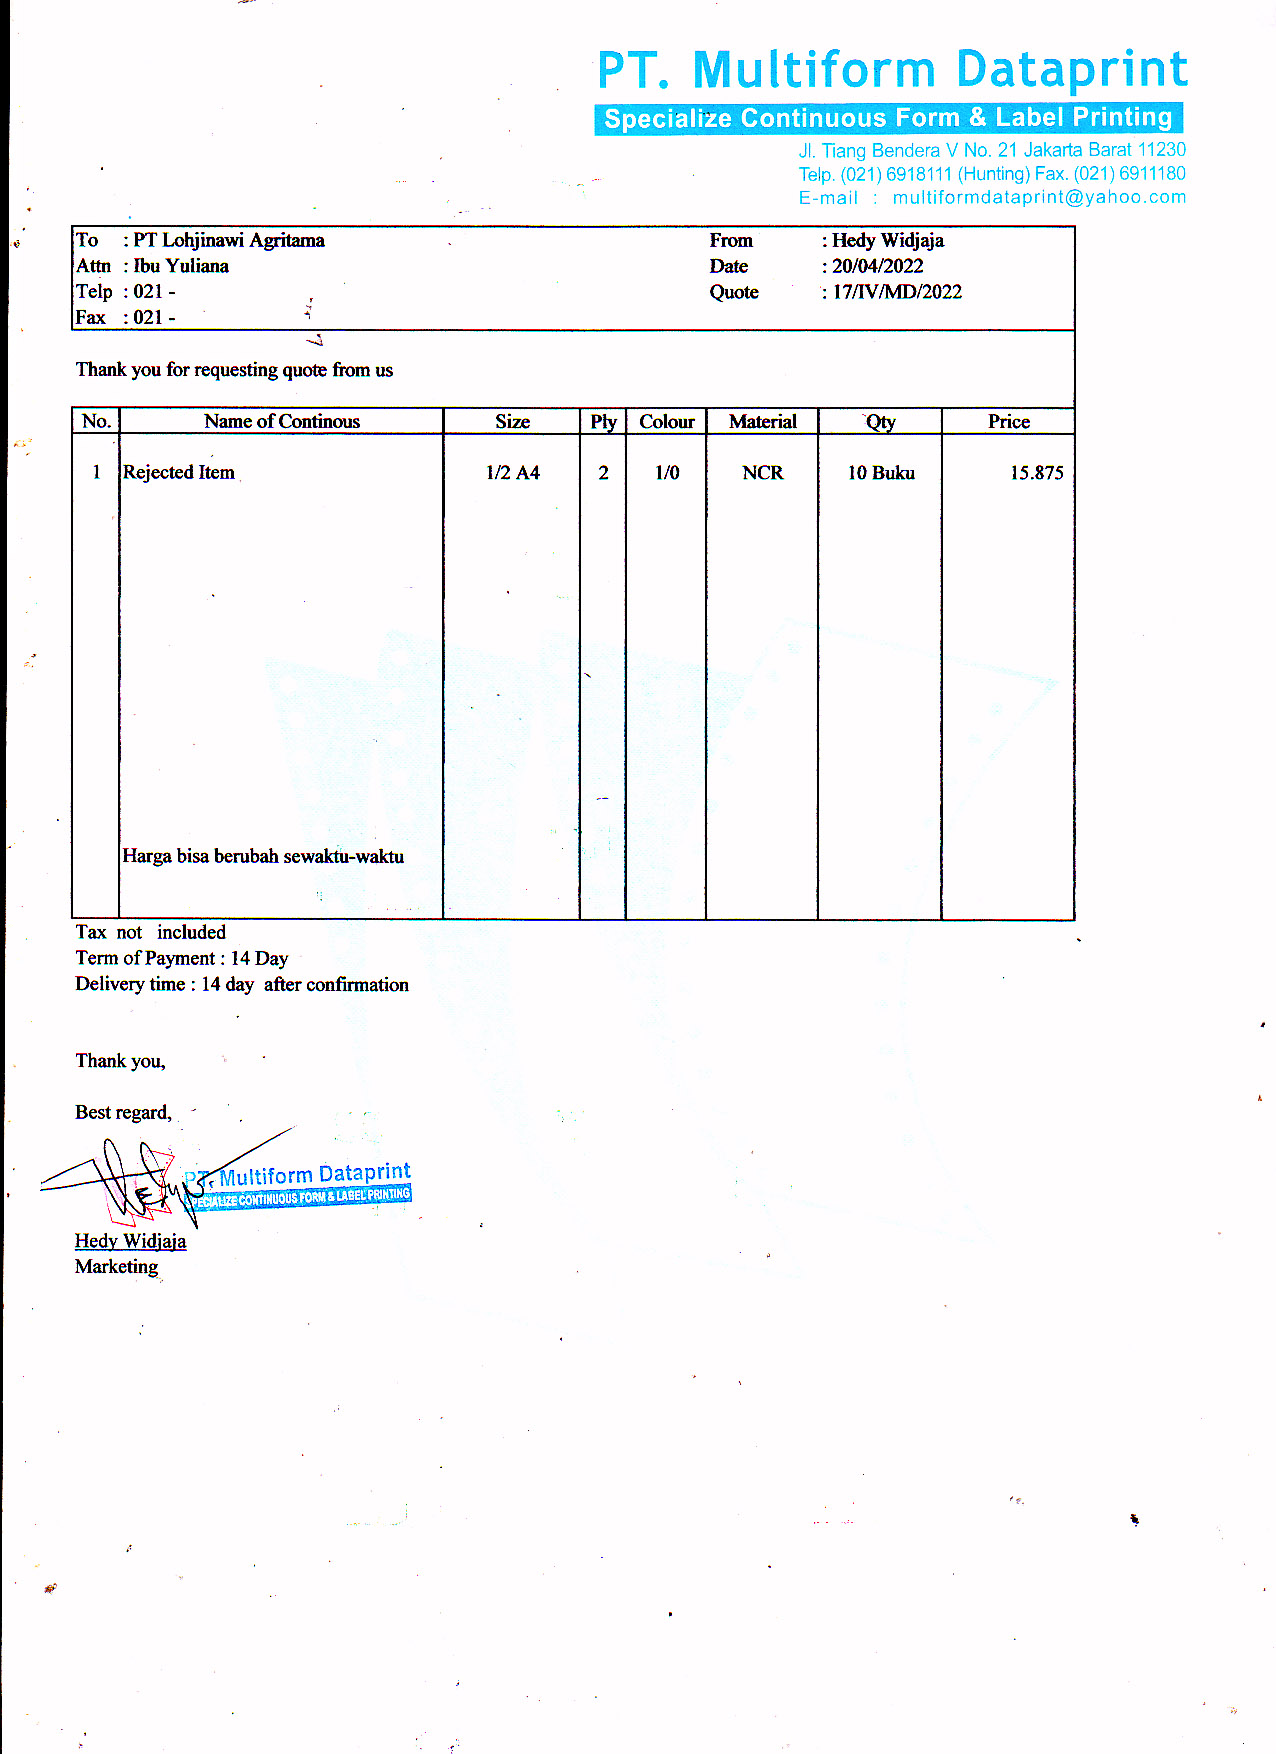 PT. Multiform Dataprint
Specialize Continuous Form & Label Printing
Jl. Tiang Bendera V No. 21 Jakarta Barat 11230
Telp. (021) 6918111 (Hunting) Fax. (021) 6911180
E-mail : multiformdataprint@yahoo.com
To : PT Lohjinawi Agritama From : Hedy Widjaja
Attn : Ibu Yuliana Date : 20/04/2022
Telp : 021 - Quote : 17/IV/MD/2022
Fax : 021 -
Thank you for requesting quote from us
No. Name of Continous Size Ply Colour Material Qty Price
1 Rejected Item 1/2 A4 2 1/0 NCR 10 Buku 15.875
Harga bisa berubah sewaktu-waktu
Tax not included
Term of Payment : 14 Day
Delivery time : 14 day after confirmation
Thank you,
Best regard,
PT. Multiform Dataprint
SPECIALIZE CONTINUOUS FORM & LABEL PRINTING
Hedy Widjaja
Marketing